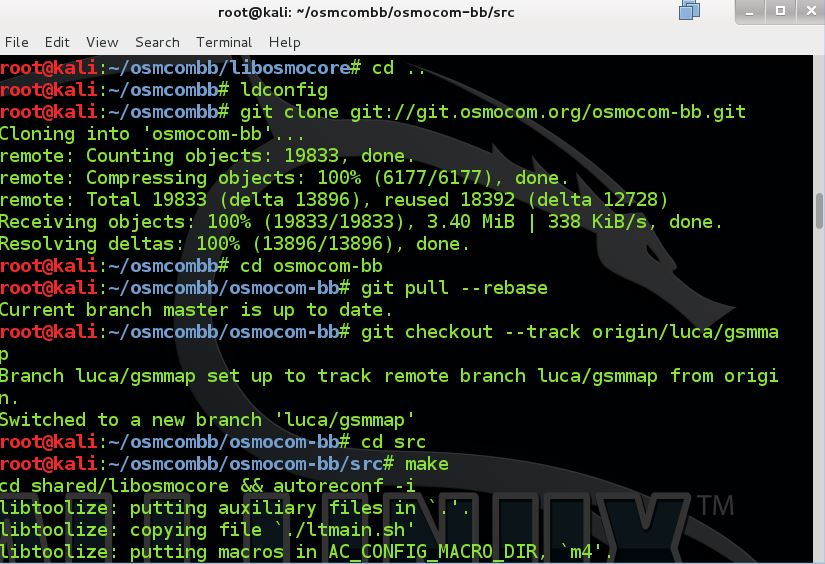 root@kali: ~/osmcombb/osmocom-bb/src
File Edit View Search Terminal Help
root@kali:~/osmcombb/libosmocore# cd ..
root@kali:~/osmcombb# ldconfig
root@kali:~/osmcombb# git clone git://git.osmocom.org/osmocom-bb.git
Cloning into 'osmocom-bb'...
remote: Counting objects: 19833, done.
remote: Compressing objects: 100% (6177/6177), done.
remote: Total 19833 (delta 13896), reused 18392 (delta 12728)
Receiving objects: 100% (19833/19833), 3.40 MiB | 338 KiB/s, done.
Resolving deltas: 100% (13896/13896), done.
root@kali:~/osmcombb# cd osmocom-bb
root@kali:~/osmcombb/osmocom-bb# git pull --rebase
Current branch master is up to date.
root@kali:~/osmcombb/osmocom-bb# git checkout --track origin/luca/gsmma
p
Branch luca/gsmmap set up to track remote branch luca/gsmmap from origi
n.
Switched to a new branch 'luca/gsmmap'
root@kali:~/osmcombb/osmocom-bb# cd src
root@kali:~/osmcombb/osmocom-bb/src# make
cd shared/libosmocore && autoreconf -i
libtoolize: putting auxiliary files in `.'.
libtoolize: copying file `./ltmain.sh'
libtoolize: putting macros in AC_CONFIG_MACRO_DIR, `m4'.
TM